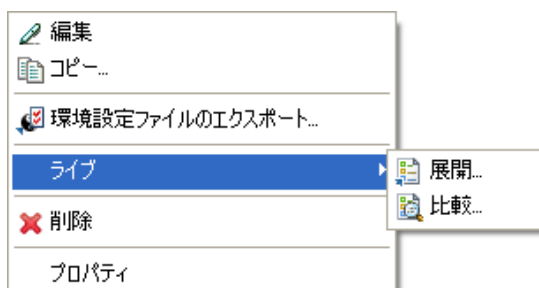 編集
コピー...
環境設定ファイルのエクスポート...
ライブ
展開...
比較...
削除
プロパティ